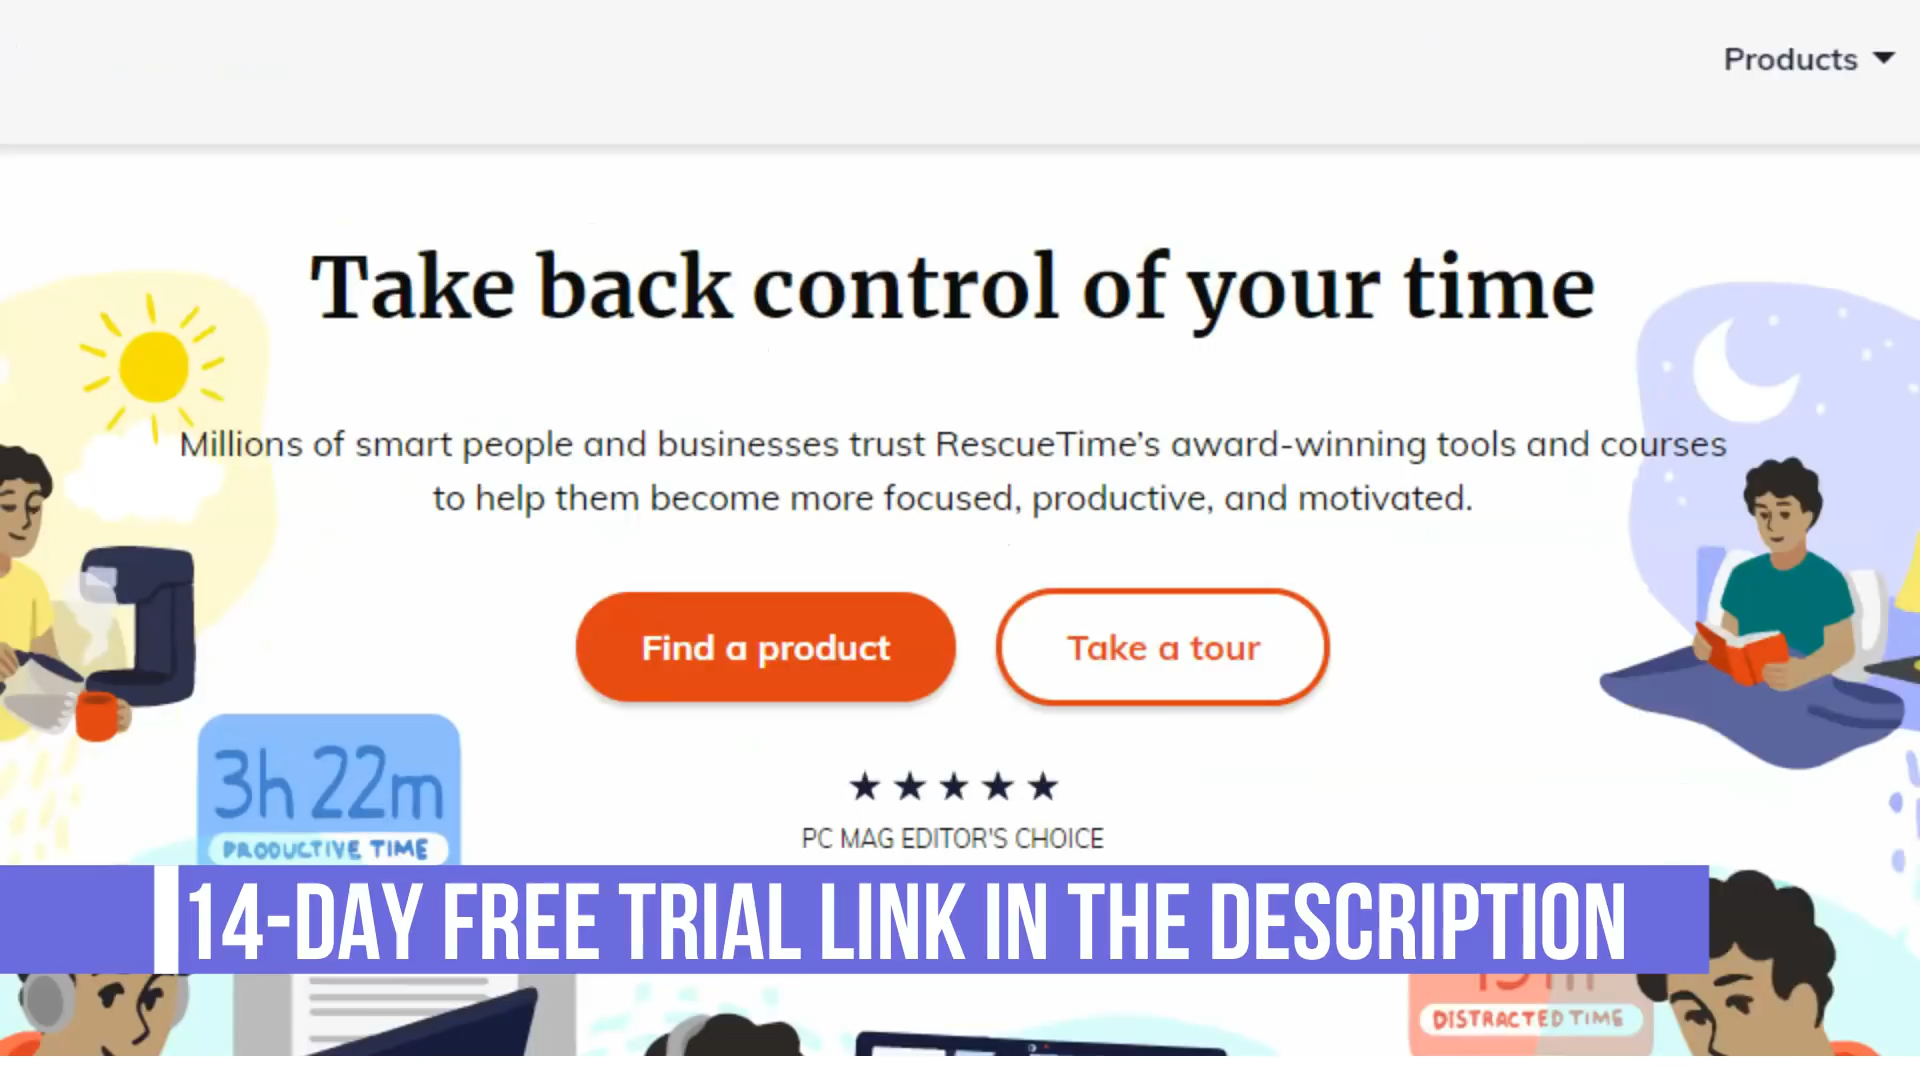 Products
Take back control of your time
Millions of smart people and businesses trust RescueTime's award-winning tools and courses
to help them become more focused, productive, and motivated.
Find a product
Take a tour
3h 22m
PRODUCTIVE TIME
★★★★★
PC MAG EDITOR'S CHOICE
14-DAY FREE TRIAL LINK IN THE DESCRIPTION
DISTRACTED TIME